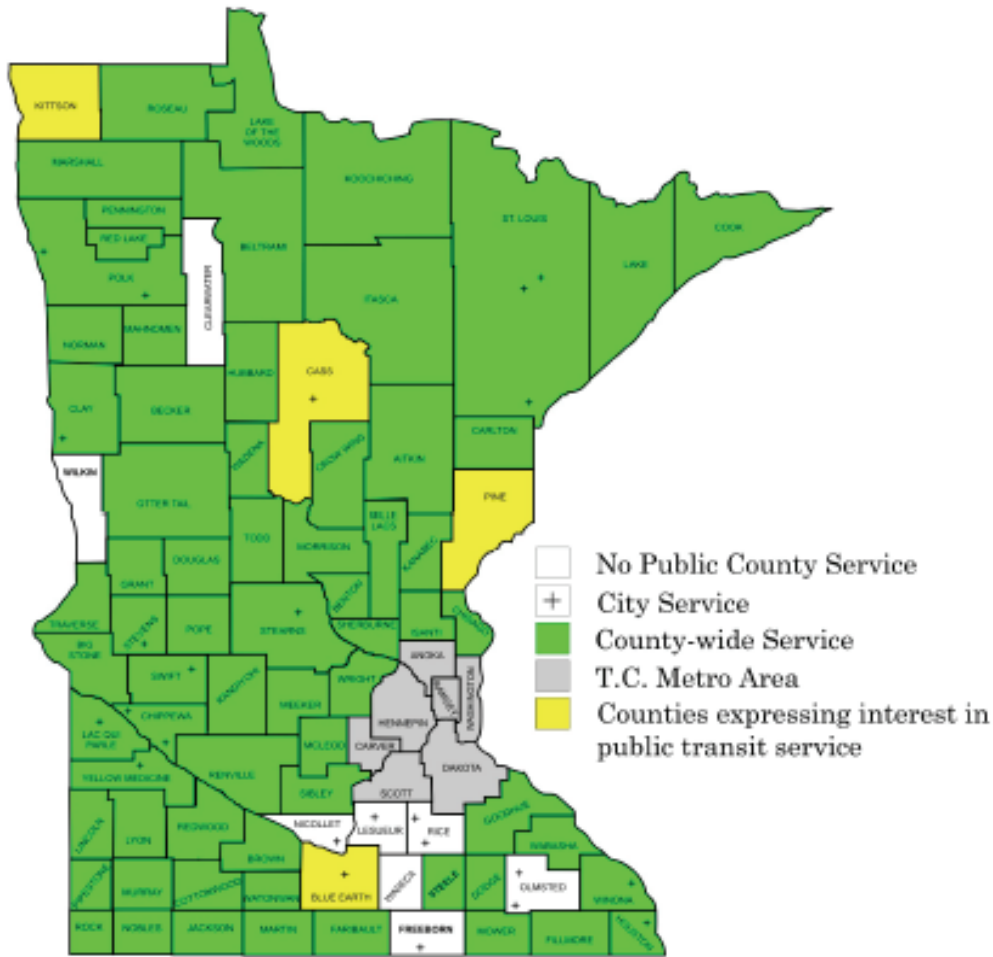 KITTSON
ROSEAU
LAKE
OF THE
WOODS
MARSHALL
KOOCHICHING
ST. LOUIS
COOK
LAKE
PENNINGTON
RED LAKE
POLK
CLEARWATER
BELTRAMI
ITASCA
NORMAN
MAHNOMEN
HUBBARD
CASS
CLAY
BECKER
WADENA
CROW WING
AITKIN
CARLTON
WILKIN
OTTER TAIL
PINE
TODD
MILLE
LACS
KANABEC
MORRISON
GRANT
DOUGLAS
BENTON
TRAVERSE
STEVENS
POPE
STEARNS
SHERBURNE
ISANTI
CHISAGO
BIG
STONE
SWIFT
KANDIYOHI
MEEKER
WRIGHT
ANOKA
RAMSEY
WASHINGTON
HENNEPIN
LAC QUI
PARLE
CHIPPEWA
MCLEOD
CARVER
DAKOTA
YELLOW MEDICINE
RENVILLE
SIBLEY
SCOTT
LINCOLN
LYON
REDWOOD
NICOLLET
LESUEUR
RICE
GOODHUE
WABASHA
BROWN
PIPESTONE
MURRAY
COTTONWOOD
WATONWAN
BLUE EARTH
WASECA
STEELE
DODGE
OLMSTED
WINONA
ROCK
NOBLES
JACKSON
MARTIN
FARIBAULT
FREEBORN
MOWER
FILLMORE
HOUSTON
No Public County Service
City Service
County-wide Service
T.C. Metro Area
Counties expressing interest in
public transit service